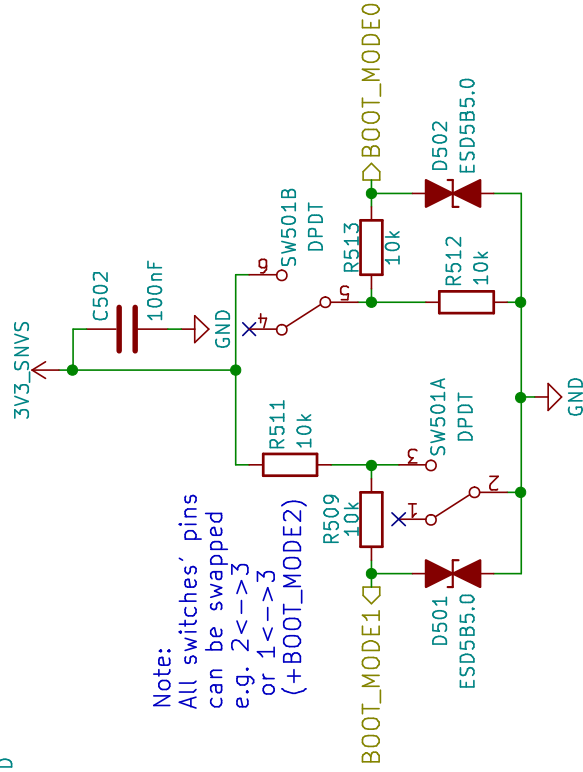 D
3V3_SNVS
C502
100nF
GND
Note:
All switches' pins
can be swapped
e.g. 2<->3
or 1<->3
(+BOOT_MODE2)
R511
10k
6
SW501B
DPDT
4
5
R513
10k
BOOT_MODE0
D502
ESD5B5.0
R512
10k
R509
10k
3
SW501A
DPDT
1
2
BOOT_MODE1
D501
ESD5B5.0
GND